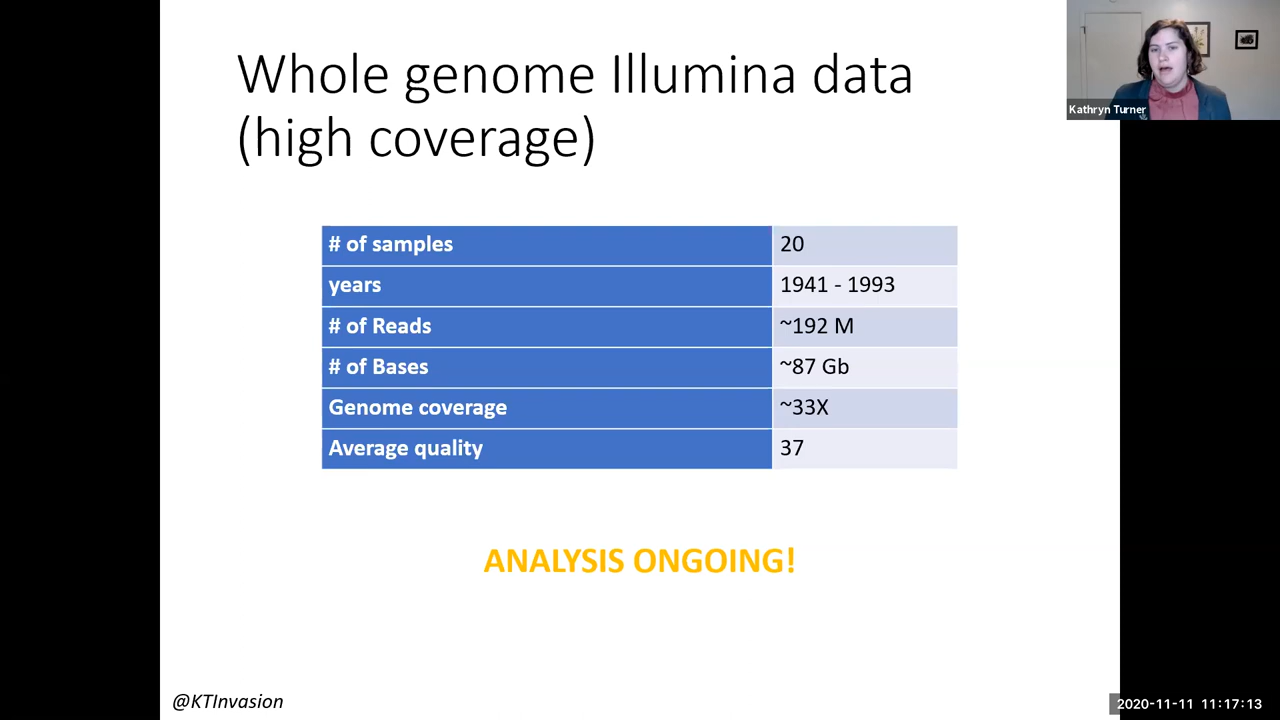 Whole genome Illumina data
(high coverage)
Kathryn Turner
# of samples 20
years 1941 - 1993
# of Reads ~192 M
# of Bases ~87 Gb
Genome coverage ~33X
Average quality 37
ANALYSIS ONGOING!
@KTInvasion
2020-11-11 11:17:13